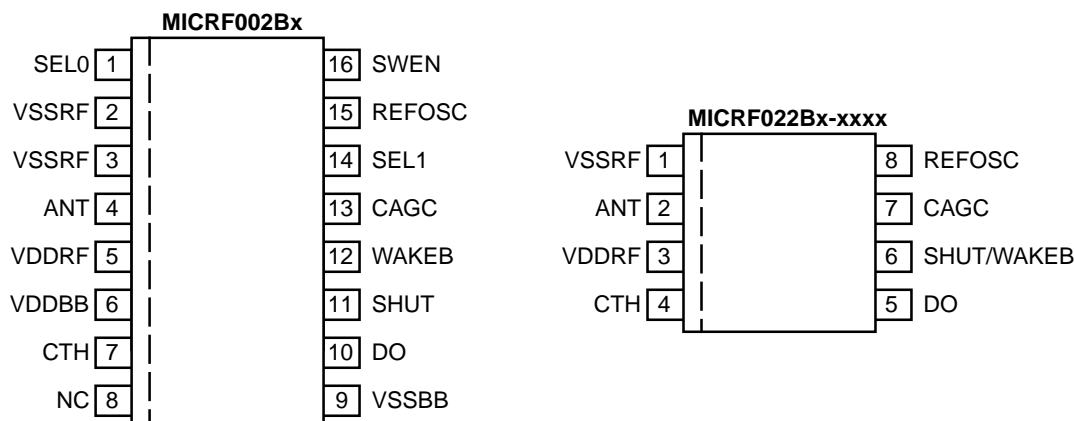 MICRF002Bx
SEL0 1
16 SWEN
VSSRF 2
15 REFOSC
VSSRF 3
14 SEL1
ANT 4
13 CAGC
VDDRF 5
12 WAKEB
VDDBB 6
11 SHUT
CTH 7
10 DO
NC 8
9 VSSBB
MICRF022Bx-xxxx
VSSRF 1
8 REFOSC
ANT 2
7 CAGC
VDDRF 3
6 SHUT/WAKEB
CTH 4
5 DO